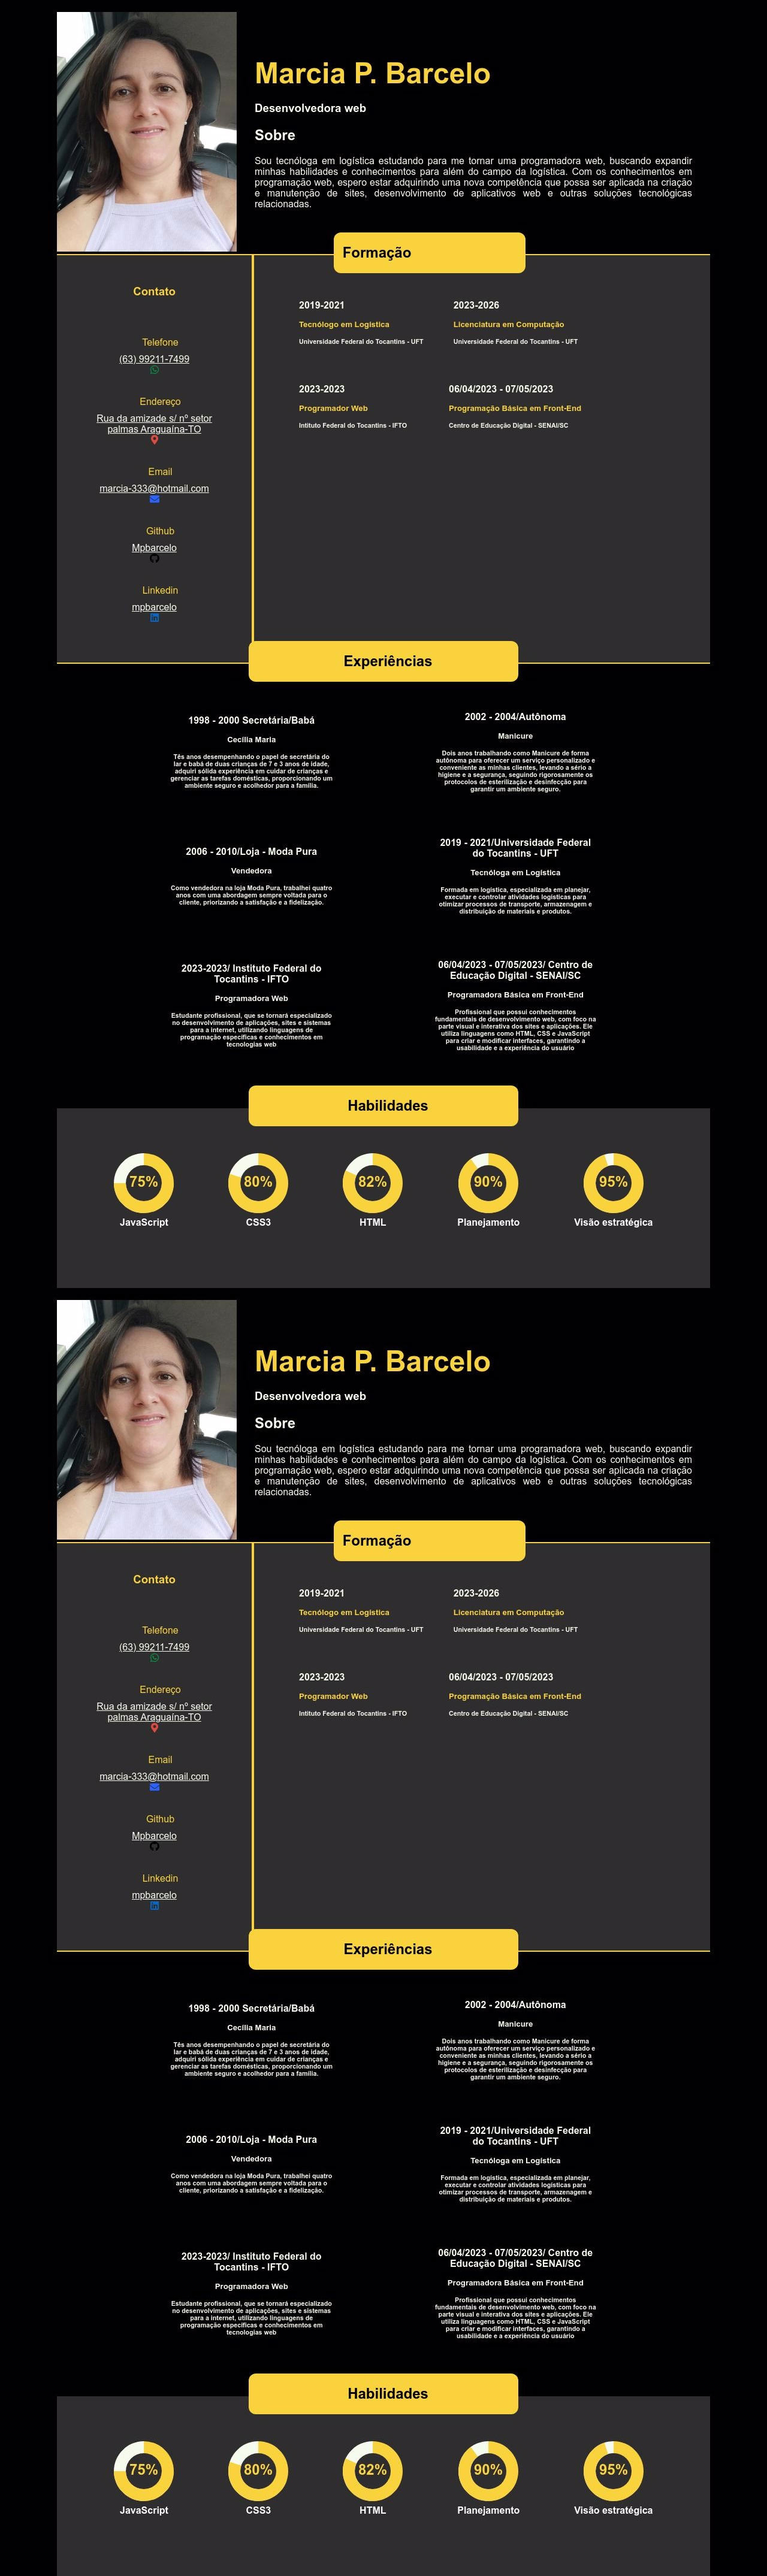 Marcia P. Barcelo
Desenvolvedora web
Sobre
Sou tecnóloga em logística estudando para me tornar uma programadora web, buscando expandir
minhas habilidades e conhecimentos para além do campo da logística. Com os conhecimentos em
programação web, espero estar adquirindo uma nova competência que possa ser aplicada na criação
e manutenção de sites, desenvolvimento de aplicativos web e outras soluções tecnológicas
relacionadas.
Formação
Contato
Telefone
(63) 99211-7499
Endereço
Rua da amizade s/ nº setor
palmas Araguaína-TO
Email
marcia-333@hotmail.com
Github
Mpbarcelo
Linkedin
mpbarcelo
2019-2021
Tecnólogo em Logística
Universidade Federal do Tocantins - UFT
2023-2026
Licenciatura em Computação
Universidade Federal do Tocantins - UFT
2023-2023
Programador Web
Intituto Federal do Tocantins - IFTO
06/04/2023 - 07/05/2023
Programação Básica em Front-End
Centro de Educação Digital - SENAI/SC
Experiências
1998 - 2000 Secretária/Babá
Cecília Maria
Tês anos desempenhando o papel de secretária do
lar e babá de duas crianças de 7 e 3 anos de idade,
adquiri sólida experiência em cuidar de crianças e
gerenciar as tarefas domésticas, proporcionando um
ambiente seguro e acolhedor para a família.
2002 - 2004/Autônoma
Manicure
Dois anos trabalhando como Manicure de forma
autônoma para oferecer um serviço personalizado e
conveniente as minhas clientes, levando a sério a
higiene e a segurança, seguindo rigorosamente os
protocolos de esterilização e desinfecção para
garantir um ambiente seguro.
2006 - 2010/Loja - Moda Pura
Vendedora
Como vendedora na loja Moda Pura, trabalhei quatro
anos com uma abordagem sempre voltada para o
cliente, priorizando a satisfação e a fidelização.
2019 - 2021/Universidade Federal
do Tocantins - UFT
Tecnóloga em Logística
Formada em logística, especializada em planejar,
executar e controlar atividades logísticas para
otimizar processos de transporte, armazenagem e
distribuição de materiais e produtos.
2023-2023/ Instituto Federal do
Tocantins - IFTO
Programadora Web
Estudante profissional, que se tornará especializado
no desenvolvimento de aplicações, sites e sistemas
para a internet, utilizando linguagens de
programação específicas e conhecimentos em
tecnologias web
06/04/2023 - 07/05/2023/ Centro de
Educação Digital - SENAI/SC
Programadora Básica em Front-End
Profissional que possui conhecimentos
fundamentais de desenvolvimento web, com foco na
parte visual e interativa dos sites e aplicações. Ele
utiliza linguagens como HTML, CSS e JavaScript
para criar e modificar interfaces, garantindo a
usabilidade e a experiência do usuário
Habilidades
75%
JavaScript
80%
CSS3
82%
HTML
90%
Planejamento
95%
Visão estratégica
Marcia P. Barcelo
Desenvolvedora web
Sobre
Sou tecnóloga em logística estudando para me tornar uma programadora web, buscando expandir
minhas habilidades e conhecimentos para além do campo da logística. Com os conhecimentos em
programação web, espero estar adquirindo uma nova competência que possa ser aplicada na criação
e manutenção de sites, desenvolvimento de aplicativos web e outras soluções tecnológicas
relacionadas.
Formação
Contato
Telefone
(63) 99211-7499
Endereço
Rua da amizade s/ nº setor
palmas Araguaína-TO
Email
marcia-333@hotmail.com
Github
Mpbarcelo
Linkedin
mpbarcelo
2019-2021
Tecnólogo em Logística
Universidade Federal do Tocantins - UFT
2023-2026
Licenciatura em Computação
Universidade Federal do Tocantins - UFT
2023-2023
Programador Web
Intituto Federal do Tocantins - IFTO
06/04/2023 - 07/05/2023
Programação Básica em Front-End
Centro de Educação Digital - SENAI/SC
Experiências
1998 - 2000 Secretária/Babá
Cecília Maria
Tês anos desempenhando o papel de secretária do
lar e babá de duas crianças de 7 e 3 anos de idade,
adquiri sólida experiência em cuidar de crianças e
gerenciar as tarefas domésticas, proporcionando um
ambiente seguro e acolhedor para a família.
2002 - 2004/Autônoma
Manicure
Dois anos trabalhando como Manicure de forma
autônoma para oferecer um serviço personalizado e
conveniente as minhas clientes, levando a sério a
higiene e a segurança, seguindo rigorosamente os
protocolos de esterilização e desinfecção para
garantir um ambiente seguro.
2006 - 2010/Loja - Moda Pura
Vendedora
Como vendedora na loja Moda Pura, trabalhei quatro
anos com uma abordagem sempre voltada para o
cliente, priorizando a satisfação e a fidelização.
2019 - 2021/Universidade Federal
do Tocantins - UFT
Tecnóloga em Logística
Formada em logística, especializada em planejar,
executar e controlar atividades logísticas para
otimizar processos de transporte, armazenagem e
distribuição de materiais e produtos.
2023-2023/ Instituto Federal do
Tocantins - IFTO
Programadora Web
Estudante profissional, que se tornará especializado
no desenvolvimento de aplicações, sites e sistemas
para a internet, utilizando linguagens de
programação específicas e conhecimentos em
tecnologias web
06/04/2023 - 07/05/2023/ Centro de
Educação Digital - SENAI/SC
Programadora Básica em Front-End
Profissional que possui conhecimentos
fundamentais de desenvolvimento web, com foco na
parte visual e interativa dos sites e aplicações. Ele
utiliza linguagens como HTML, CSS e JavaScript
para criar e modificar interfaces, garantindo a
usabilidade e a experiência do usuário
Habilidades
75%
JavaScript
80%
CSS3
82%
HTML
90%
Planejamento
95%
Visão estratégica